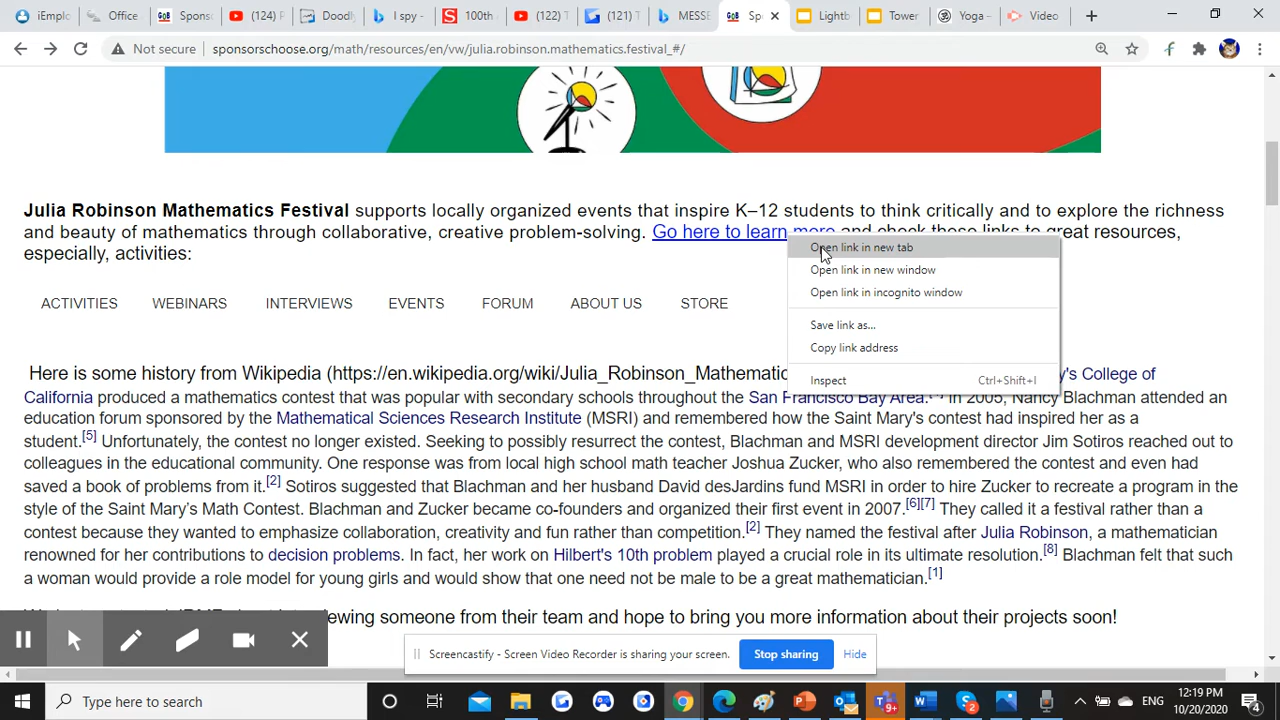 iEmplo
Office
Sponso
(124) F
Doodly
I spy -
100th
(122) T
(121) T
MESSE
Sp
Lightb
Tower
Yoga –
Video
Not secure
sponsorschoose.org/math/resources/en/vw/julia.robinson.mathematics.festival_#/
Julia Robinson Mathematics Festival supports locally organized events that inspire K–12 students to think critically and to explore the richness
and beauty of mathematics through collaborative, creative problem-solving. Go here to learn more and check these links to great resources,
especially, activities:
Open link in new tab
Open link in new window
Open link in incognito window
Save link as...
Copy link address
Inspect Ctrl+Shift+I
ACTIVITIES WEBINARS INTERVIEWS EVENTS FORUM ABOUT US STORE
Here is some history from Wikipedia (https://en.wikipedia.org/wiki/Julia_Robinson_Mathematic 's College of
California produced a mathematics contest that was popular with secondary schools throughout the San Francisco Bay Area. In 2005, Nancy Blachman attended an
education forum sponsored by the Mathematical Sciences Research Institute (MSRI) and remembered how the Saint Mary's contest had inspired her as a
student.[5] Unfortunately, the contest no longer existed. Seeking to possibly resurrect the contest, Blachman and MSRI development director Jim Sotiros reached out to
colleagues in the educational community. One response was from local high school math teacher Joshua Zucker, who also remembered the contest and even had
saved a book of problems from it.[2] Sotiros suggested that Blachman and her husband David desJardins fund MSRI in order to hire Zucker to recreate a program in the
style of the Saint Mary's Math Contest. Blachman and Zucker became co-founders and organized their first event in 2007.[6][7] They called it a festival rather than a
contest because they wanted to emphasize collaboration, creativity and fun rather than competition.[2] They named the festival after Julia Robinson, a mathematician
renowned for her contributions to decision problems. In fact, her work on Hilbert's 10th problem played a crucial role in its ultimate resolution.[8] Blachman felt that such
a woman would provide a role model for young girls and would show that one need not be male to be a great mathematician.[1]
viewing someone from their team and hope to bring you more information about their projects soon!
Screencastify - Screen Video Recorder is sharing your screen.
Stop sharing
Hide
Type here to search
9+
ENG
12:19 PM
10/20/2020
4